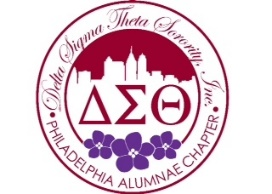 Delta Sigma Theta Sorority, Inc.
ΔΣΘ
• PHILADELPHIA ALUMNAE CHAPTER •